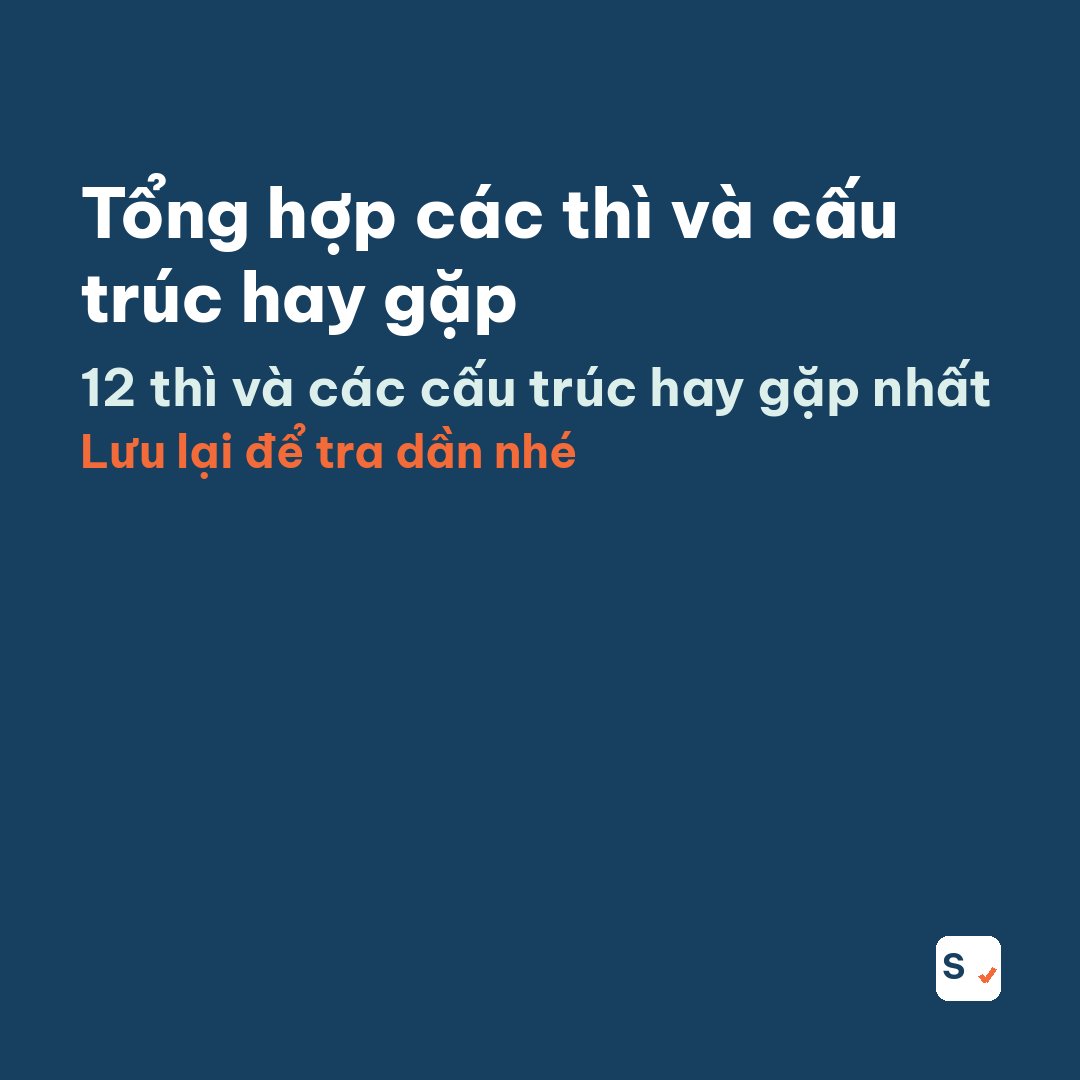 Tổng hợp các thì và cấu
trúc hay gặp
12 thì và các cấu trúc hay gặp nhất
Lưu lại để tra dần nhé
S